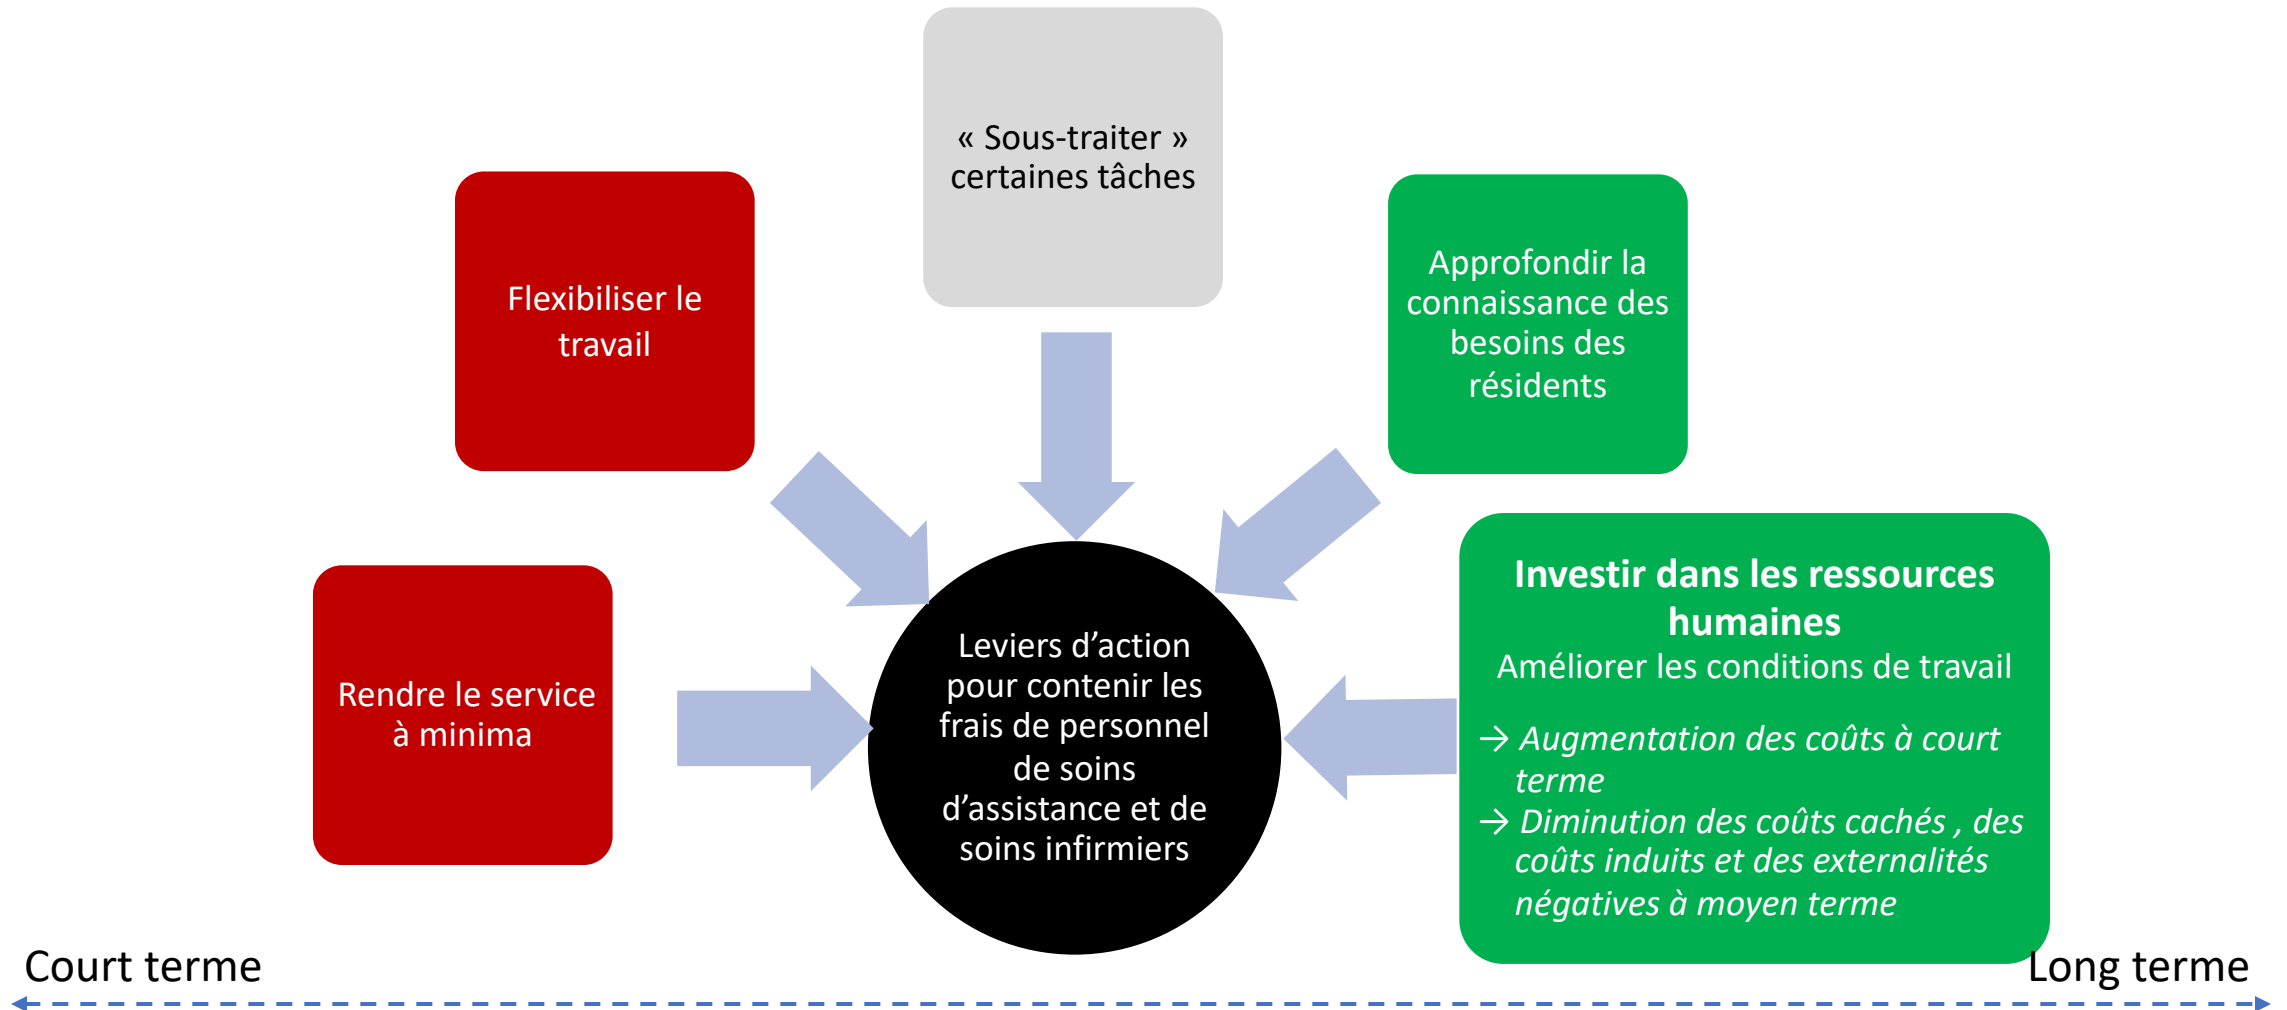 « Sous-traiter »
certaines tâches
Flexibiliser le
travail
Approfondir la
connaissance des
besoins des
résidents
Rendre le service
à minima
Leviers d’action
pour contenir les
frais de personnel
de soins
d’assistance et de
soins infirmiers
Investir dans les ressources
humaines
Améliorer les conditions de travail
→ Augmentation des coûts à court
terme
→ Diminution des coûts cachés , des
coûts induits et des externalités
négatives à moyen terme
Court terme
Long terme